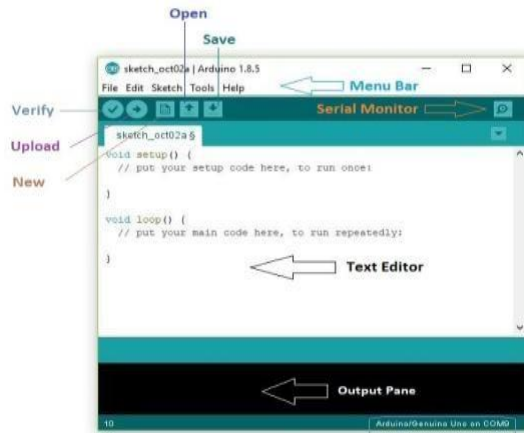 Open
Save
sketch_oct02a | Arduino 1.8.5
File Edit Sketch Tools Help
Menu Bar
Verify
Serial Monitor
Upload
sketch_oct02a §
New
void setup() {
// put your setup code here, to run once:
}
void loop() {
// put your main code here, to run repeatedly:
}
Text Editor
Output Pane
10
Arduino/Genuino Uno on COM9